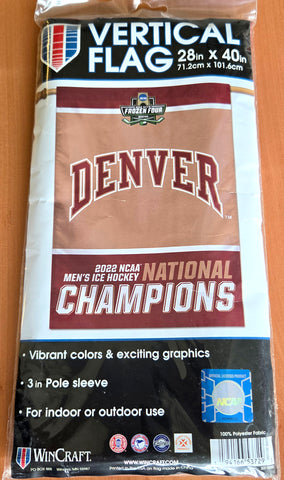 VERTICAL
FLAG 28in x 40in
71.2cm x 101.6cm
FROZEN FOUR
DENVER
TM
2022 NCAA
MEN'S ICE HOCKEY NATIONAL
CHAMPIONS
• Vibrant colors & exciting graphics
• 3 in Pole sleeve
• For indoor or outdoor use
NCAA
100% Polyester Fabric
WINCRAFT
WWW.WINCRAFT.COM